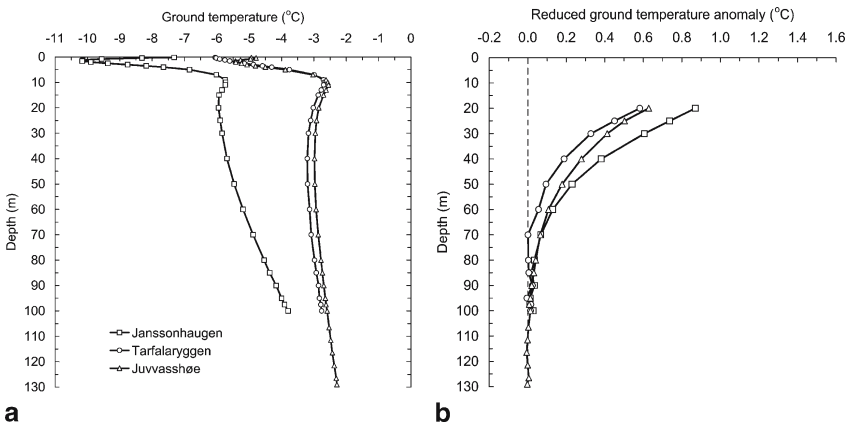 Ground temperature (°C)
-11 -10 -9 -8 -7 -6 -5 -4 -3 -2 -1 0
0
10
20
30
40
50
60
70
80
90
100
110
120
130
Depth (m)
Janssonhaugen
Tarfalaryggen
Juvvasshøe
a
Reduced ground temperature anomaly (°C)
-0.2 0.0 0.2 0.4 0.6 0.8 1.0 1.2 1.4 1.6
0
10
20
30
40
50
60
70
80
90
100
110
120
130
Depth (m)
b